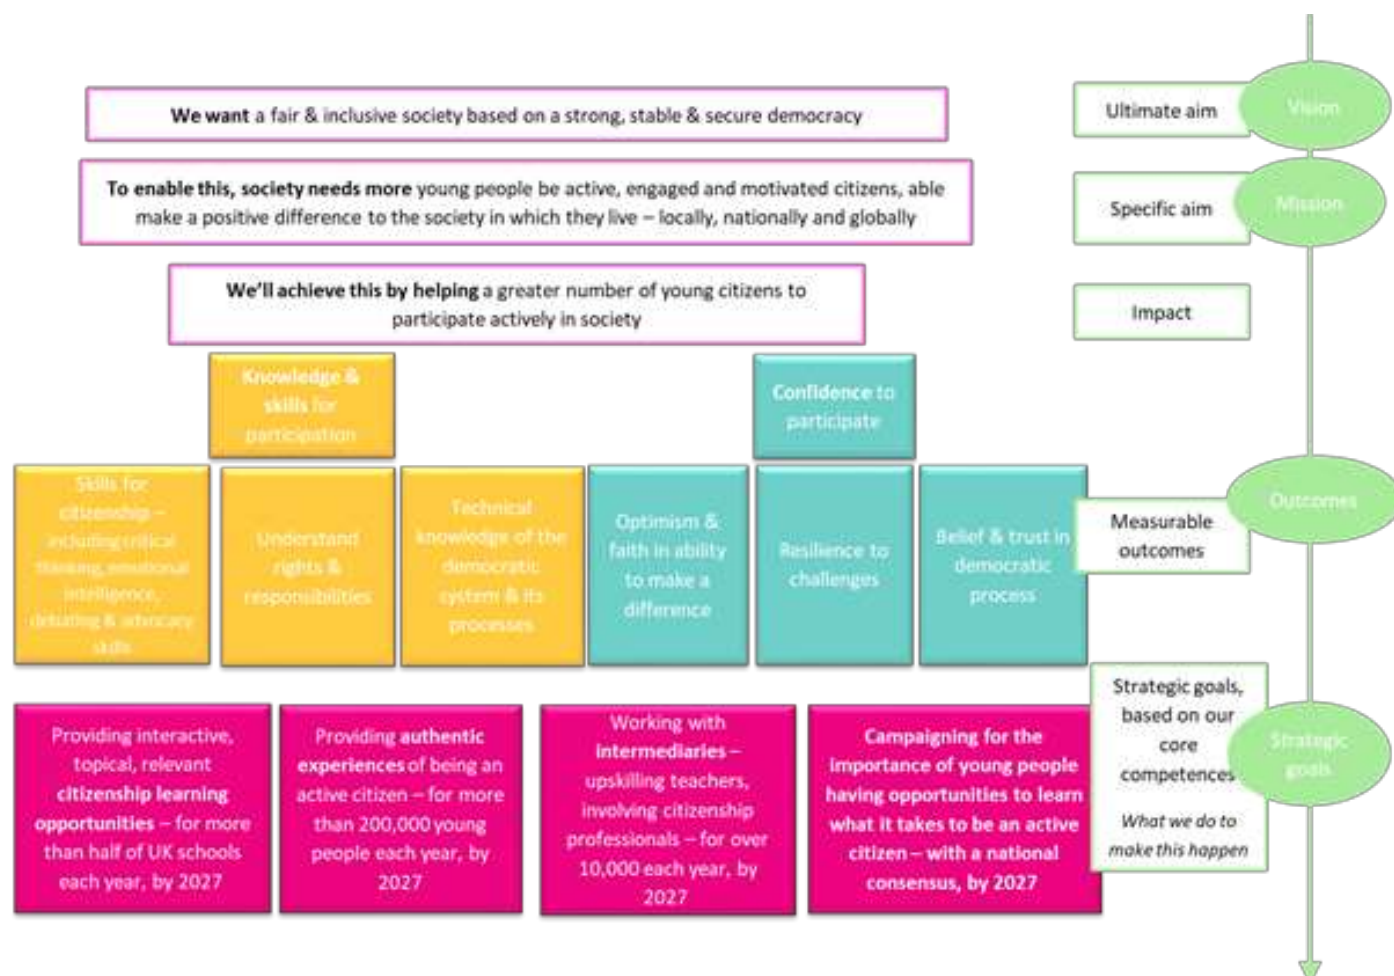 We want a fair & inclusive society based on a strong, stable & secure democracy
Ultimate aim
Vision
To enable this, society needs more young people be active, engaged and motivated citizens, able
make a positive difference to the society in which they live – locally, nationally and globally
Specific aim
Mission
We'll achieve this by helping a greater number of young citizens to
participate actively in society
Impact
Knowledge &
skills for
participation
Confidence to
participate
Skills for
citizenship –
including critical
thinking, emotional
intelligence,
debating & advocacy
skills
Understand
rights &
responsibilities
Technical
knowledge of the
democratic
system & its
processes
Optimism &
faith in ability
to make a
difference
Resilience to
challenges
Belief & trust in
democratic
process
Measurable
outcomes
Outcomes
Providing interactive,
topical, relevant
citizenship learning
opportunities – for more
than half of UK schools
each year, by 2027
Providing authentic
experiences of being an
active citizen – for more
than 200,000 young
people each year, by
2027
Working with
intermediaries –
upskilling teachers,
involving citizenship
professionals – for over
10,000 each year, by
2027
Campaigning for the
importance of young people
having opportunities to learn
what it takes to be an active
citizen – with a national
consensus, by 2027
Strategic goals,
based on our
core
competences
What we do to
make this happen
Strategic
goals